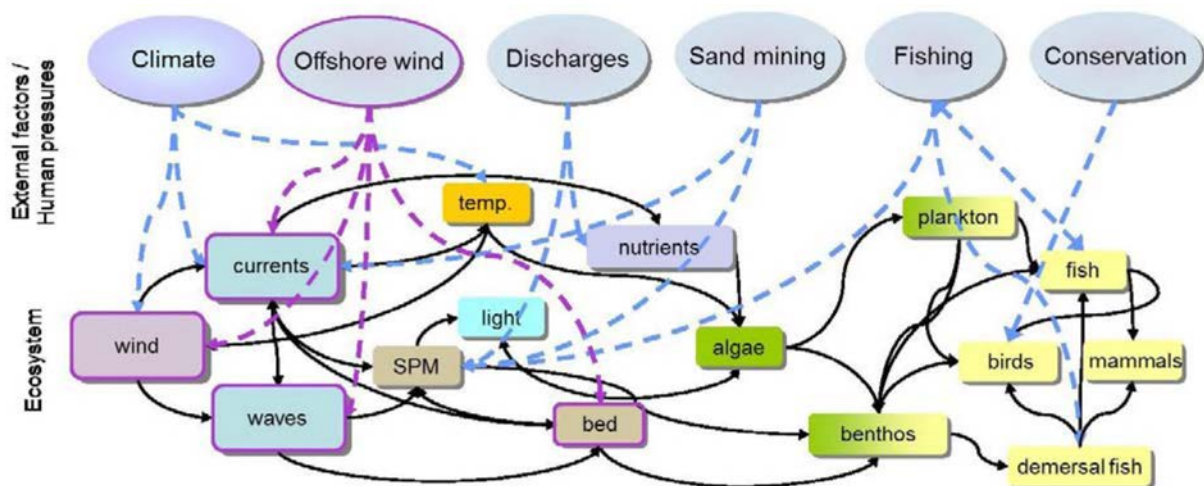 Climate
Offshore wind
Discharges
Sand mining
Fishing
Conservation
External factors /
Human pressures
temp.
plankton
nutrients
currents
fish
Ecosystem
light
wind
algae
SPM
birds
mammals
waves
bed
benthos
demersal fish